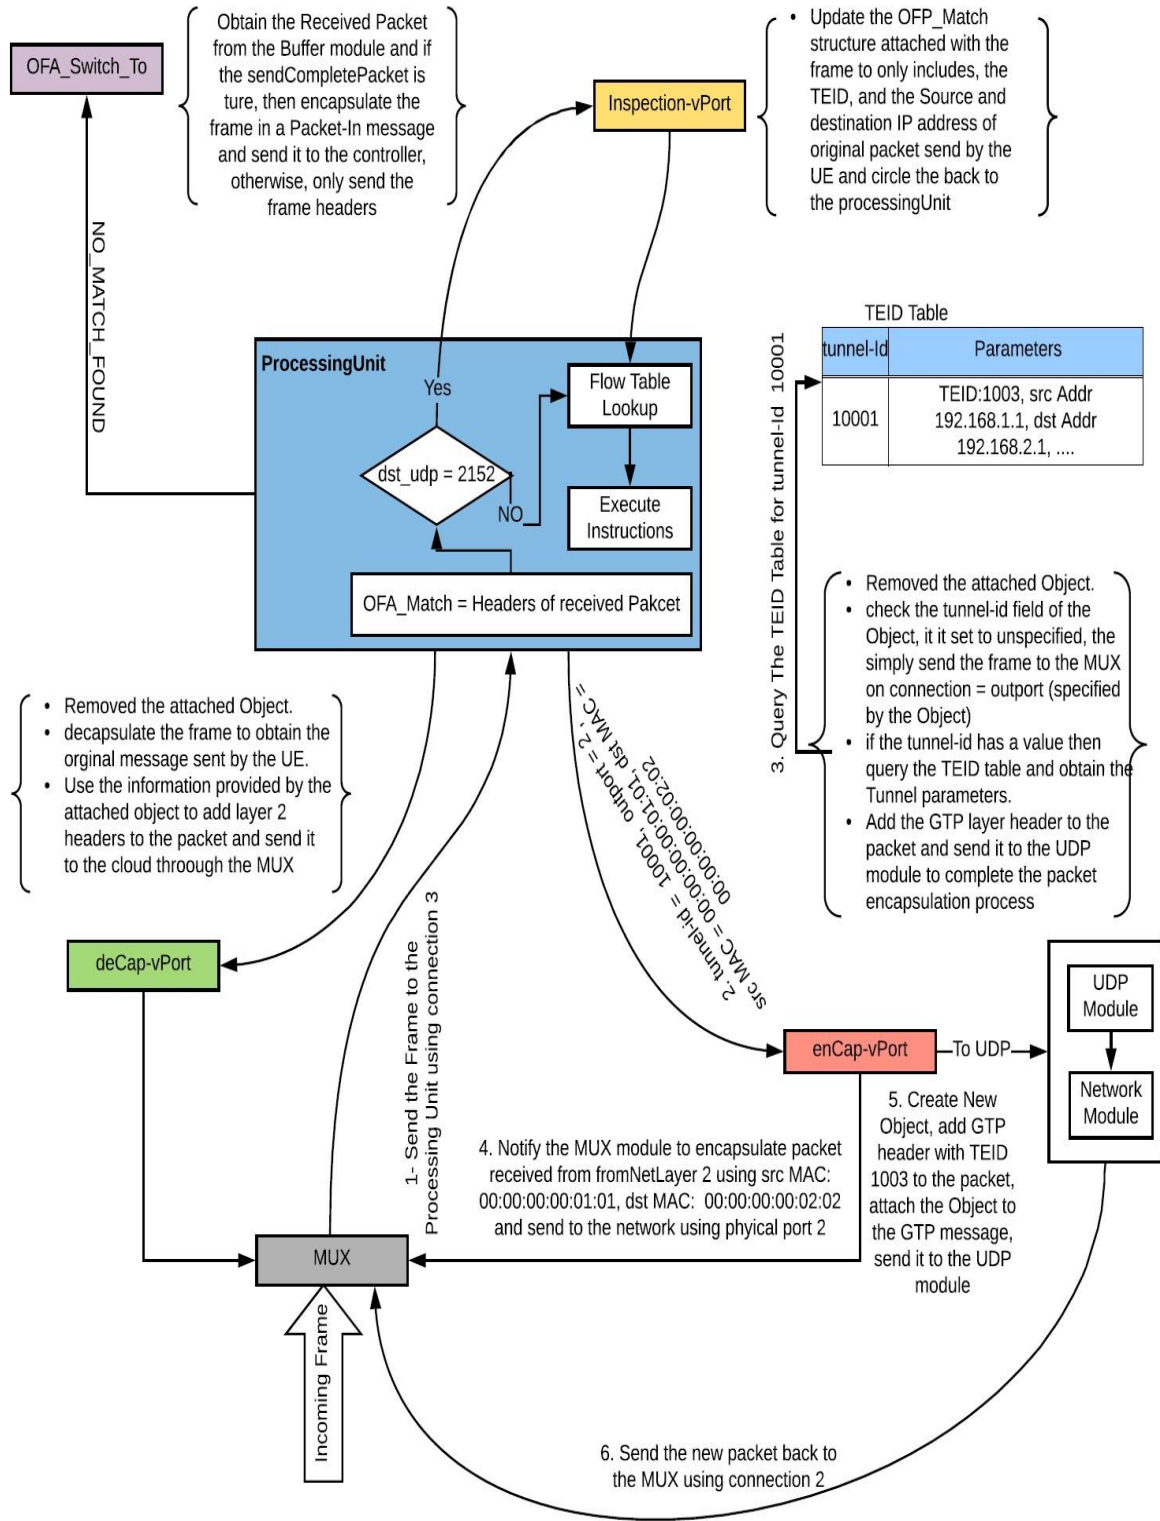 OFA_Switch_To
Obtain the Received Packet
from the Buffer module and if
the sendCompletePacket is
ture, then encapsulate the
frame in a Packet-In message
and send it to the controller,
otherwise, only send the
frame headers
Inspection-vPort
• Update the OFP_Match
structure attached with the
frame to only includes, the
TEID, and the Source and
destination IP address of
original packet send by the
UE and circle the back to
the processingUnit
NO_MATCH_FOUND
ProcessingUnit
Yes
dst_udp = 2152
NO
Flow Table
Lookup
Execute
Instructions
OFA_Match = Headers of received Pakcet
TEID Table
tunnel-Id
Parameters
10001
TEID:1003, src Addr
192.168.1.1, dst Addr
192.168.2.1, ....
3. Query The TEID Table for tunnel-Id 10001
• Removed the attached Object.
• check the tunnel-id field of the
Object, it it set to unspecified, the
simply send the frame to the MUX
on connection = outport (specified
by the Object)
• if the tunnel-id has a value then
query the TEID table and obtain the
Tunnel parameters.
• Add the GTP layer header to the
packet and send it to the UDP
module to complete the packet
encapsulation process
• Removed the attached Object.
• decapsulate the frame to obtain the
orginal message sent by the UE.
• Use the information provided by the
attached object to add layer 2
headers to the packet and send it
to the cloud throough the MUX
2. tunnel-id = 10001, outport = 2 ,
src MAC = 00:00:00:00:01:01, dst MAC =
00:00:00:00:02:02
deCap-vPort
1- Send the Frame to the
Processing Unit using connection 3
enCap-vPort
To UDP
UDP
Module
Network
Module
4. Notify the MUX module to encapsulate packet
received from fromNetLayer 2 using src MAC:
00:00:00:00:01:01, dst MAC: 00:00:00:00:02:02
and send to the network using phyical port 2
5. Create New
Object, add GTP
header with TEID
1003 to the packet,
attach the Object to
the GTP message,
send it to the UDP
module
MUX
Incoming Frame
6. Send the new packet back to
the MUX using connection 2